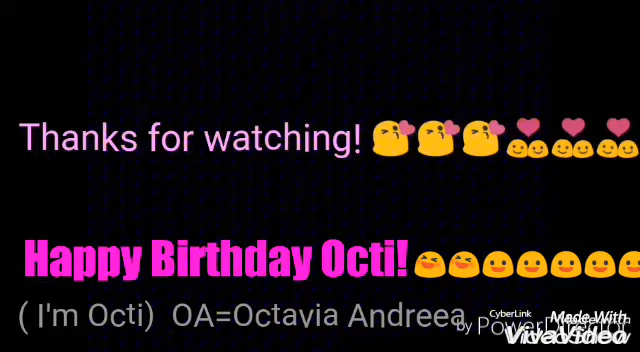 Thanks for watching! 😘😘😘💑💑💑
Happy Birthday Octi! 😆😆😀😀😀😀😀
( I'm Octi)  OA=Octavia Andreea
CyberLink
by PowerDirector
Made With
VivaVideo